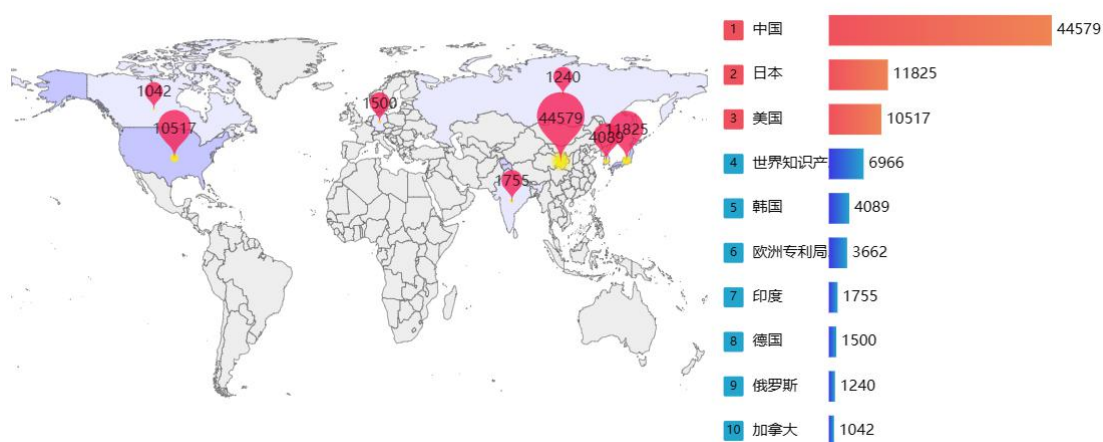 1240
1042
1500
10517
44579
11825
4089
1755
1 中国 44579
2 日本 11825
3 美国 10517
4 世界知识产 6966
5 韩国 4089
6 欧洲专利局 3662
7 印度 1755
8 德国 1500
9 俄罗斯 1240
10 加拿大 1042